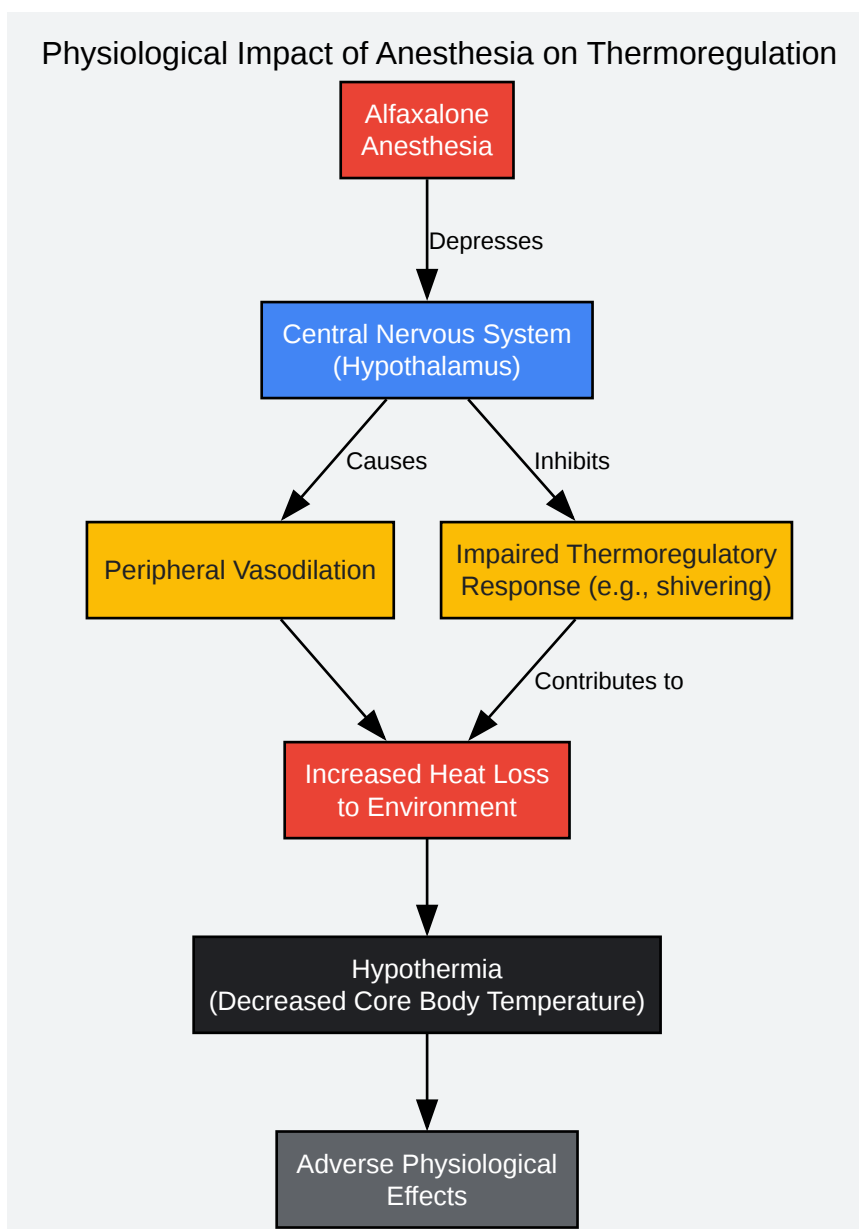 Physiological Impact of Anesthesia on Thermoregulation
Alfaxalone
Anesthesia
Depresses
Central Nervous System
(Hypothalamus)
Causes
Inhibits
Peripheral Vasodilation
Impaired Thermoregulatory
Response (e.g., shivering)
Contributes to
Increased Heat Loss
to Environment
Hypothermia
(Decreased Core Body Temperature)
Adverse Physiological
Effects